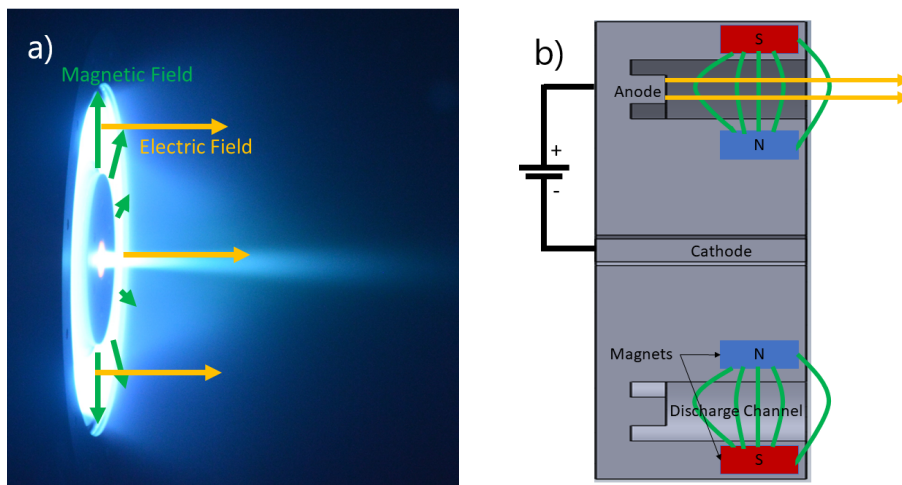 a)
Magnetic Field
Electric Field
b)
S
Anode
N
+
-
Cathode
Magnets
N
Discharge Channel
S